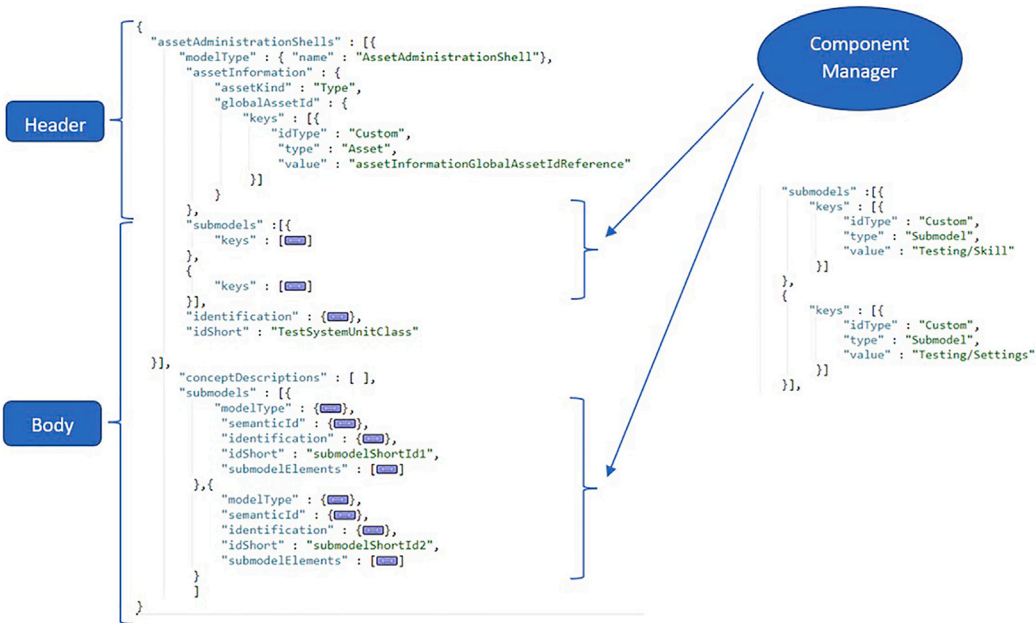 Header
Body
Component
Manager
{
"assetAdministrationShells" : [{
"modelType" : { "name" : "AssetAdministrationShell"},
"assetInformation" : {
"assetKind" : "Type",
"globalAssetId" : {
"keys" : [{
"idType" : "Custom",
"type" : "Asset",
"value" : "assetInformationGlobalAssetIdReference"
}]
}
},
"submodels" :[{
"keys" : [...]
},
{
"keys" : [...]
}],
"identification" : {...},
"idShort" : "TestSystemUnitClass"
}],
"conceptDescriptions" : [ ],
"submodels" : [{
"modelType" : {...},
"semanticId" : {...},
"identification" : {...},
"idShort" : "submodelShortId1",
"submodelElements" : [...]
},{
"modelType" : {...},
"semanticId" : {...},
"identification" : {...},
"idShort" : "submodelShortId2",
"submodelElements" : [...]
}
]
}
"submodels" :[{
"keys" : [{
"idType" : "Custom",
"type" : "Submodel",
"value" : "Testing/Skill"
}]
},
{
"keys" : [{
"idType" : "Custom",
"type" : "Submodel",
"value" : "Testing/Settings"
}]
}],